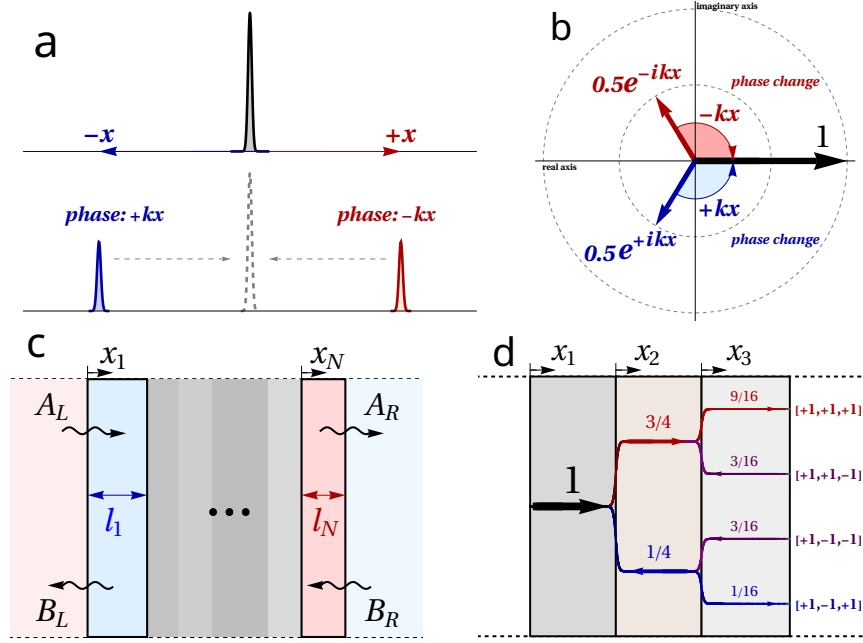 a
−x
+x
phase: +kx
phase: −kx
b
imaginary axis
real axis
0.5e^{−ikx}
phase change
−kx
1
+kx
0.5e^{+ikx}
phase change
c
x_1
x_N
A_L
A_R
l_1
...
l_N
B_L
B_R
d
x_1
x_2
x_3
9/16
[+1,+1,+1]
3/4
3/16
[+1,+1,−1]
1
3/16
[+1,−1,−1]
1/4
1/16
[+1,−1,+1]